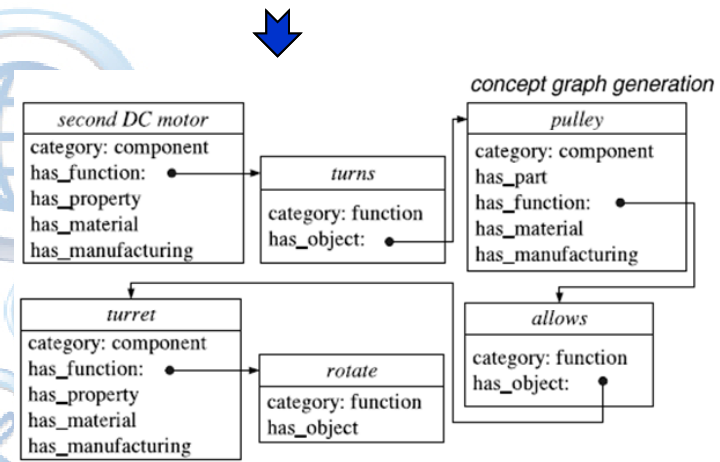 concept graph generation
second DC motor
category: component
has_function:
has_property
has_material
has_manufacturing
turns
category: function
has_object:
pulley
category: component
has_part
has_function:
has_material
has_manufacturing
turret
category: component
has_function:
has_property
has_material
has_manufacturing
rotate
category: function
has_object
allows
category: function
has_object: